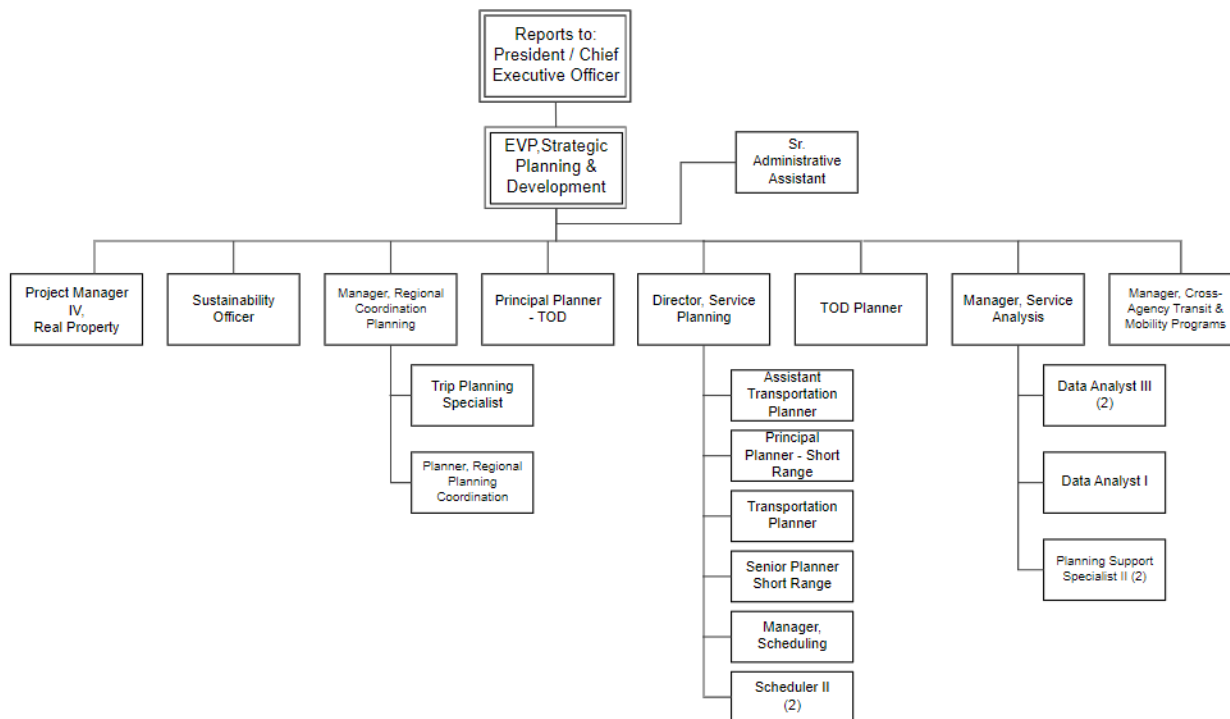 Reports to:
President / Chief
Executive Officer
EVP,Strategic
Planning &
Development
Sr.
Administrative
Assistant
Project Manager
IV,
Real Property
Sustainability
Officer
Manager, Regional
Coordination
Planning
Principal Planner
- TOD
Director, Service
Planning
TOD Planner
Manager, Service
Analysis
Manager, Cross-
Agency Transit &
Mobility Programs
Trip Planning
Specialist
Planner, Regional
Planning
Coordination
Assistant
Transportation
Planner
Principal
Planner - Short
Range
Transportation
Planner
Senior Planner
Short Range
Manager,
Scheduling
Scheduler II
(2)
Data Analyst III
(2)
Data Analyst I
Planning Support
Specialist II (2)